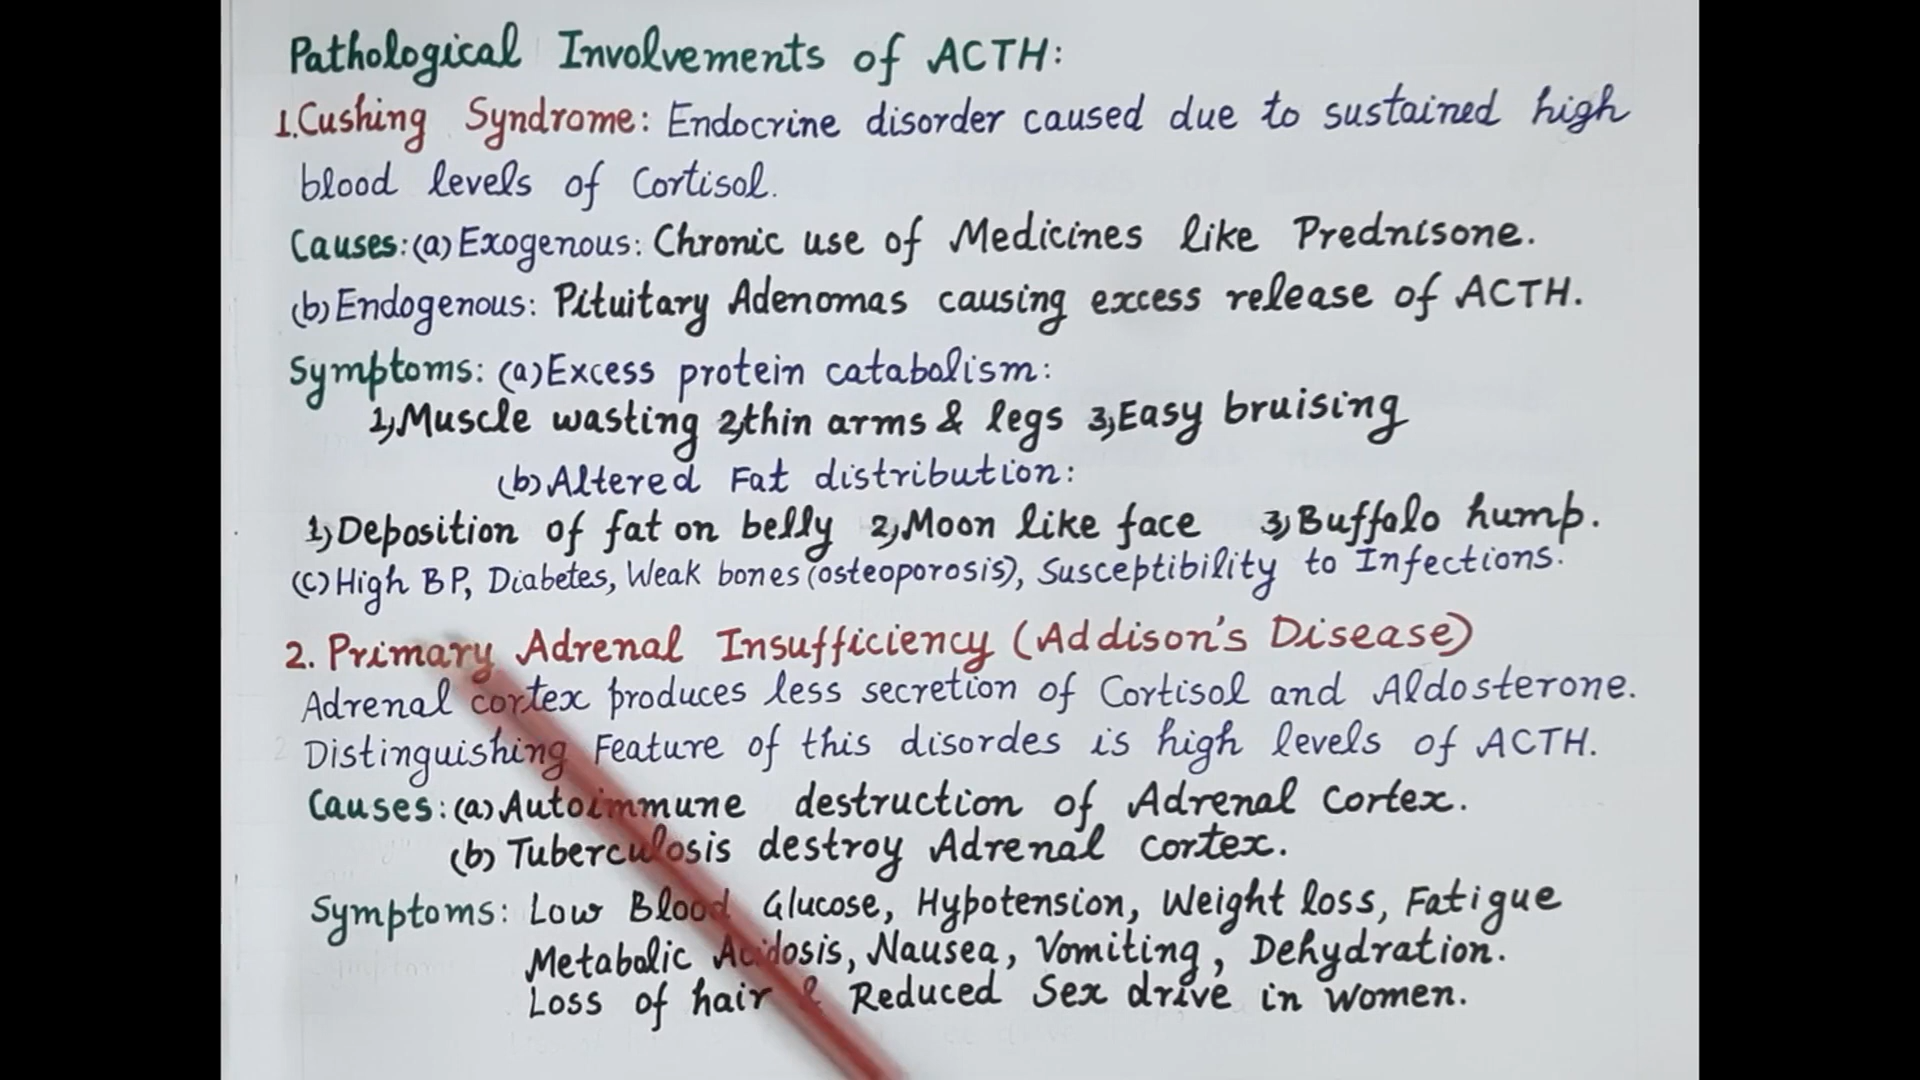 Pathological Involvements of ACTH:
1.Cushing Syndrome: Endocrine disorder caused due to sustained high
blood levels of Cortisol.
Causes:(a)Exogenous: Chronic use of Medicines like Prednisone.
(b)Endogenous: Pituitary Adenomas causing excess release of ACTH.
Symptoms: (a)Excess protein catabolism:
1,Muscle wasting 2,thin arms & legs 3,Easy bruising
(b)Altered Fat distribution:
1,Deposition of fat on belly 2,Moon like face 3,Buffalo hump.
(C)High BP, Diabetes, Weak bones(osteoporosis), Susceptibility to Infections.
2. Primary Adrenal Insufficiency (Addison's Disease)
Adrenal cortex produces less secretion of Cortisol and Aldosterone.
Distinguishing Feature of this disordes is high levels of ACTH.
Causes: (a)Autoimmune destruction of Adrenal Cortex.
(b) Tuberculosis destroy Adrenal cortex.
Symptoms: Low Blood Glucose, Hypotension, Weight loss, Fatigue
Metabolic Acidosis, Nausea, Vomiting, Dehydration.
Loss of hair & Reduced Sex drive in women.